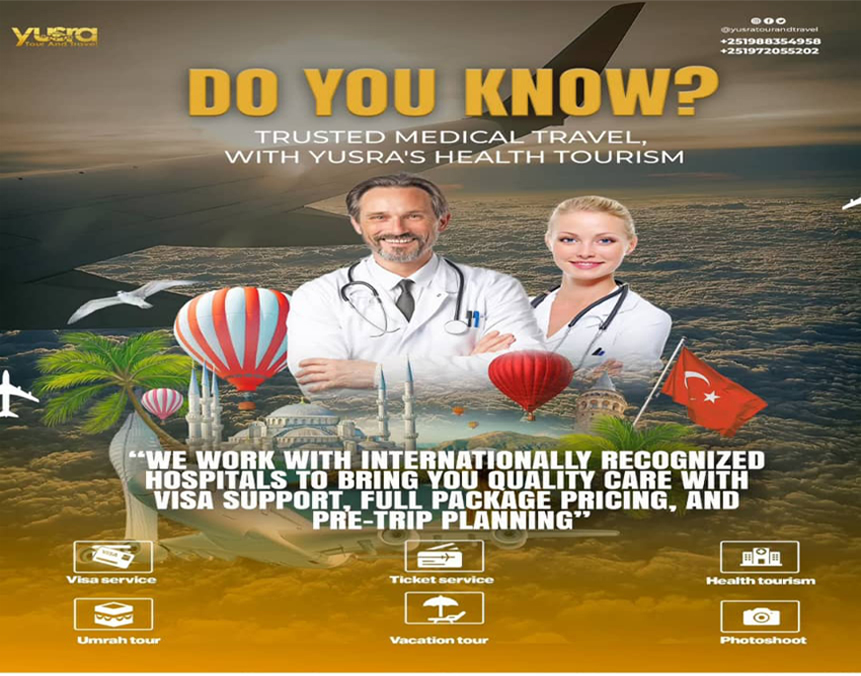 yusra
Tour And Travel
@yusratourandtravel
+251988354958
+251972055202
DO YOU KNOW?
TRUSTED MEDICAL TRAVEL,
WITH YUSRA'S HEALTH TOURISM
“WE WORK WITH INTERNATIONALLY RECOGNIZED
HOSPITALS TO BRING YOU QUALITY CARE WITH
VISA SUPPORT, FULL PACKAGE PRICING, AND
PRE-TRIP PLANNING”
VISA
Visa service
Ticket service
Health tourism
Umrah tour
Vacation tour
Photoshoot